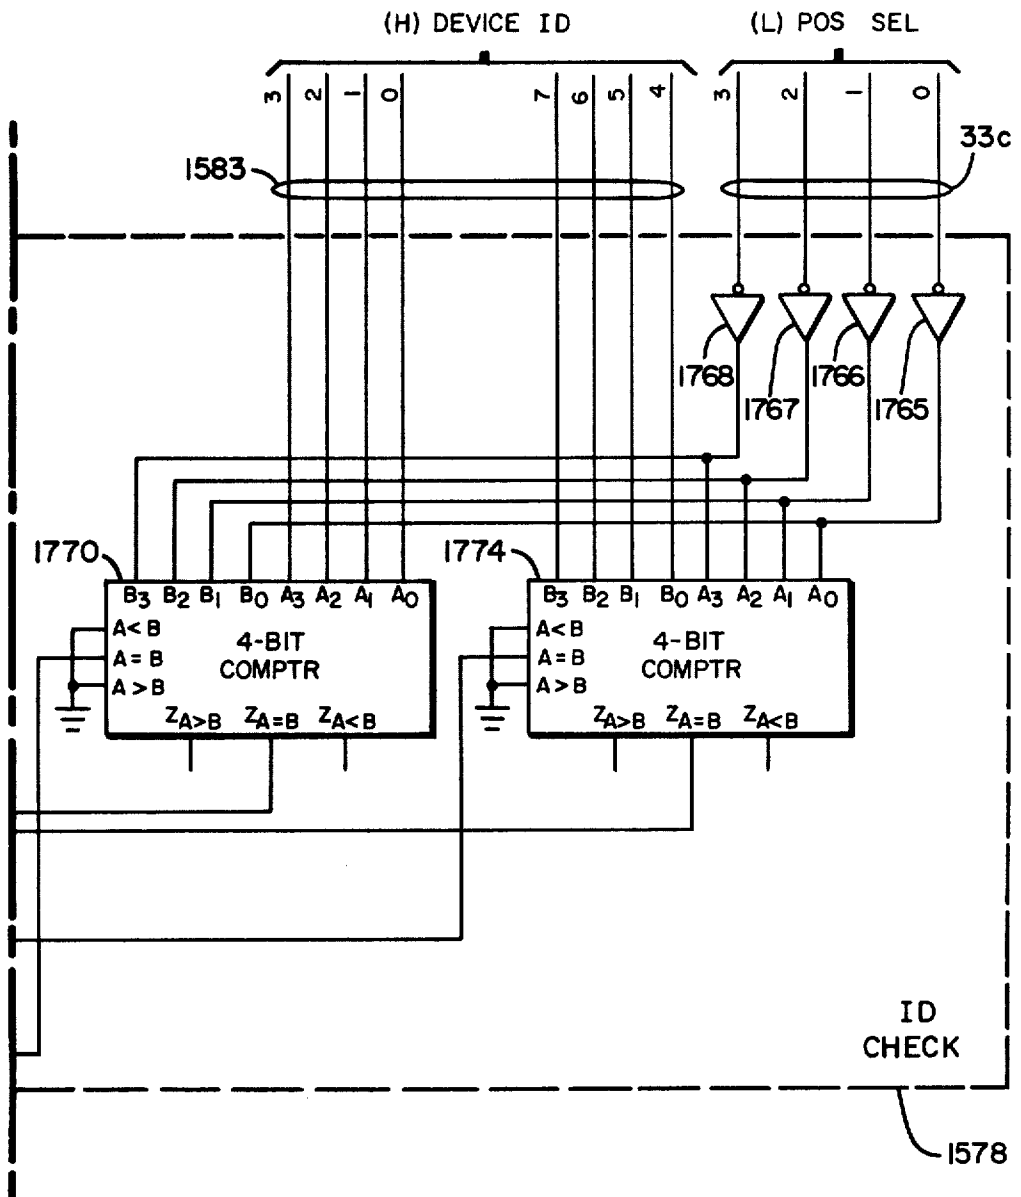 (H) DEVICE ID
(L) POS SEL
3 2 1 0 7 6 5 4 3 2 1 0
33c
1583
1768
1767
1766
1765
1770
1774
B3 B2 B1 B0 A3 A2 A1 A0
A<B
A=B
A>B
4-BIT
COMPTR
ZA>B ZA=B ZA<B
B3 B2 B1 B0 A3 A2 A1 A0
A<B
A=B
A>B
4-BIT
COMPTR
ZA>B ZA=B ZA<B
ID
CHECK
1578